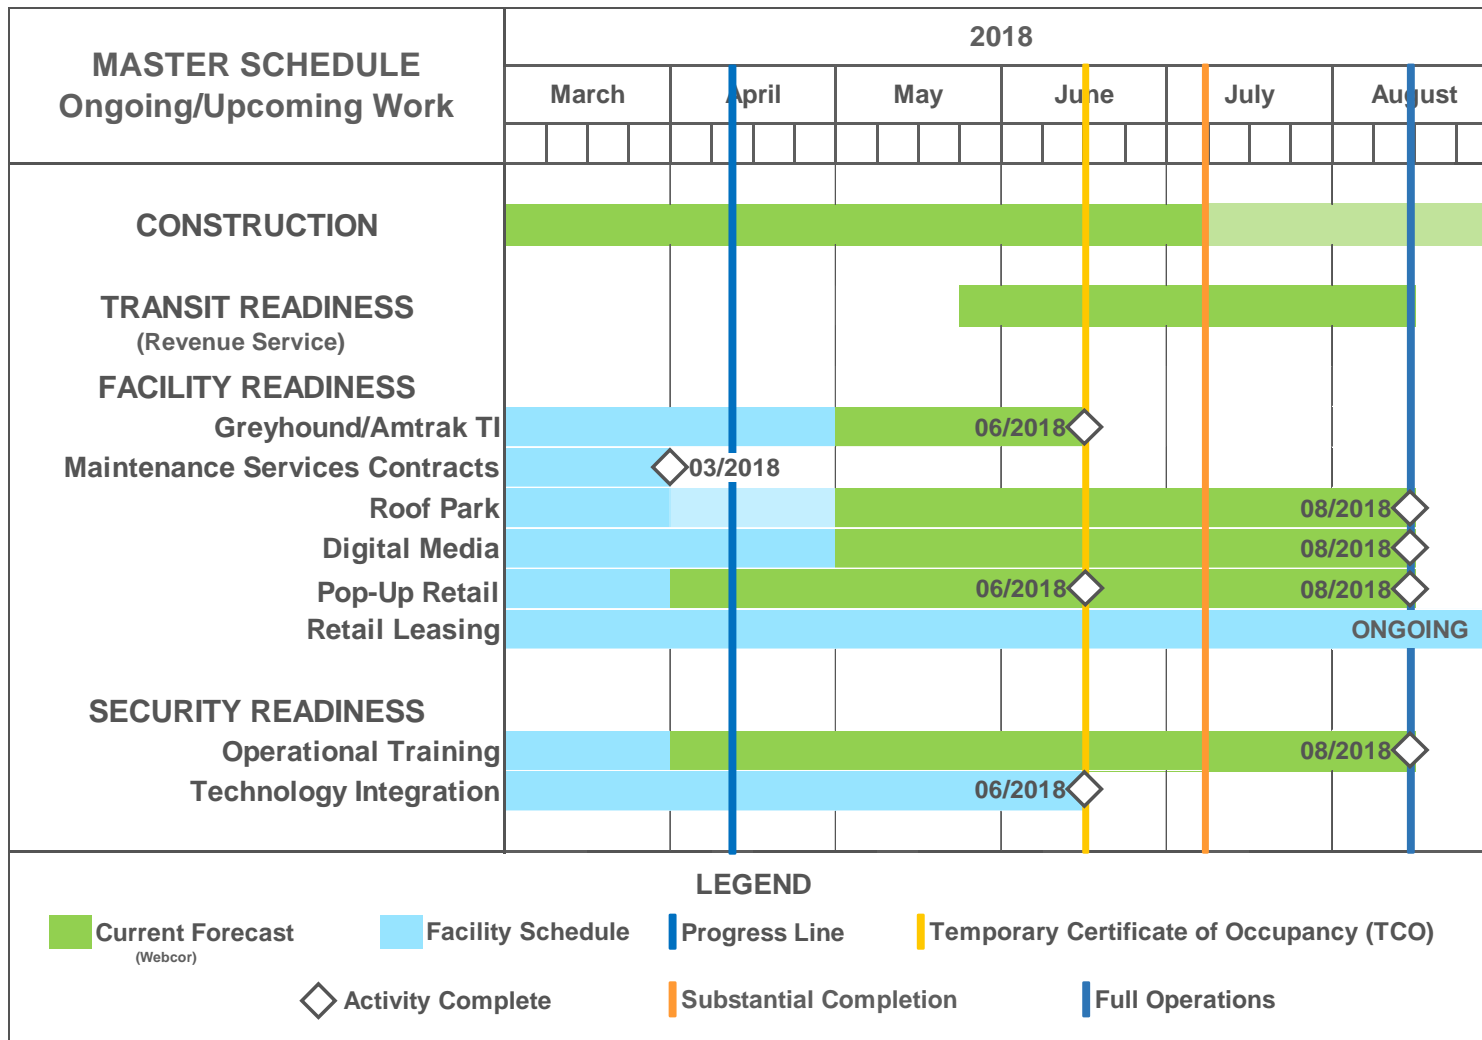 MASTER SCHEDULE
Ongoing/Upcoming Work
2018
March April May June July August
CONSTRUCTION
TRANSIT READINESS
(Revenue Service)
FACILITY READINESS
Greyhound/Amtrak TI 06/2018
Maintenance Services Contracts 03/2018
Roof Park 08/2018
Digital Media 08/2018
Pop-Up Retail 06/2018 08/2018
Retail Leasing ONGOING
SECURITY READINESS
Operational Training 08/2018
Technology Integration 06/2018
LEGEND
Current Forecast Facility Schedule Progress Line Temporary Certificate of Occupancy (TCO)
(Webcor)
Activity Complete Substantial Completion Full Operations